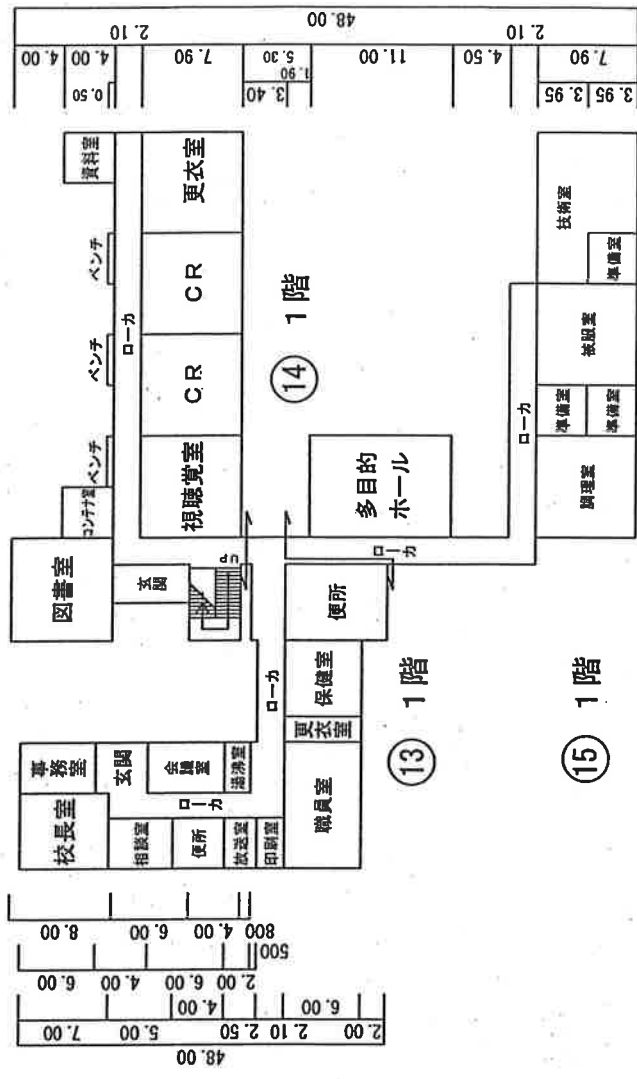 48.00
2.10
2.10
4.00
4.00
7.90
5.30
11.00
4.50
7.90
0.50
3.40
1.90
3.95
3.95
資料室
ベンチ
ベンチ
ベンチ
コンテナ室
ローカ
更衣室
CR
CR
視聴覚室
⑭ 1階
多目的
ホール
ローカ
ローカ
技術室
準備室
被服室
準備室
準備室
調理室
図書室
玄関
UP
便所
保健室
更衣室
職員室
ローカ
⑬ 1階
⑮ 1階
事務室
玄関
会議室
湯沸室
ローカ
校長室
相談室
便所
放送室
印刷室
8.00
6.00
4.00
800
6.00
4.00
6.00
2.00
500
4.00
6.00
7.00
5.00
2.50
2.10
2.00
48.00